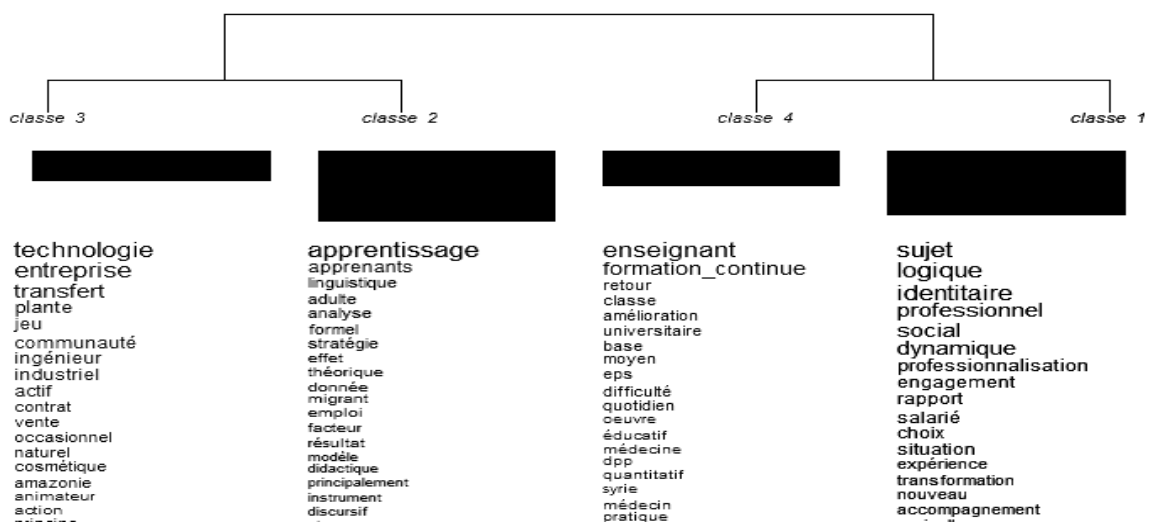 classe 3
classe 2
classe 4
classe 1
technologie
entreprise
transfert
plante
jeu
communauté
ingénieur
industriel
actif
contrat
vente
occasionnel
naturel
cosmétique
amazonie
animateur
action
apprentissage
apprenants
linguistique
adulte
analyse
formel
stratégie
effet
théorique
donnée
migrant
emploi
facteur
résultat
modèle
didactique
principalement
instrument
discursif
enseignant
formation_continue
retour
classe
amélioration
universitaire
base
moyen
eps
difficulté
quotidien
oeuvre
éducatif
médecine
dpp
quantitatif
syrie
médecin
pratique
sujet
logique
identitaire
professionnel
social
dynamique
professionnalisation
engagement
rapport
salarié
choix
situation
expérience
transformation
nouveau
accompagnement